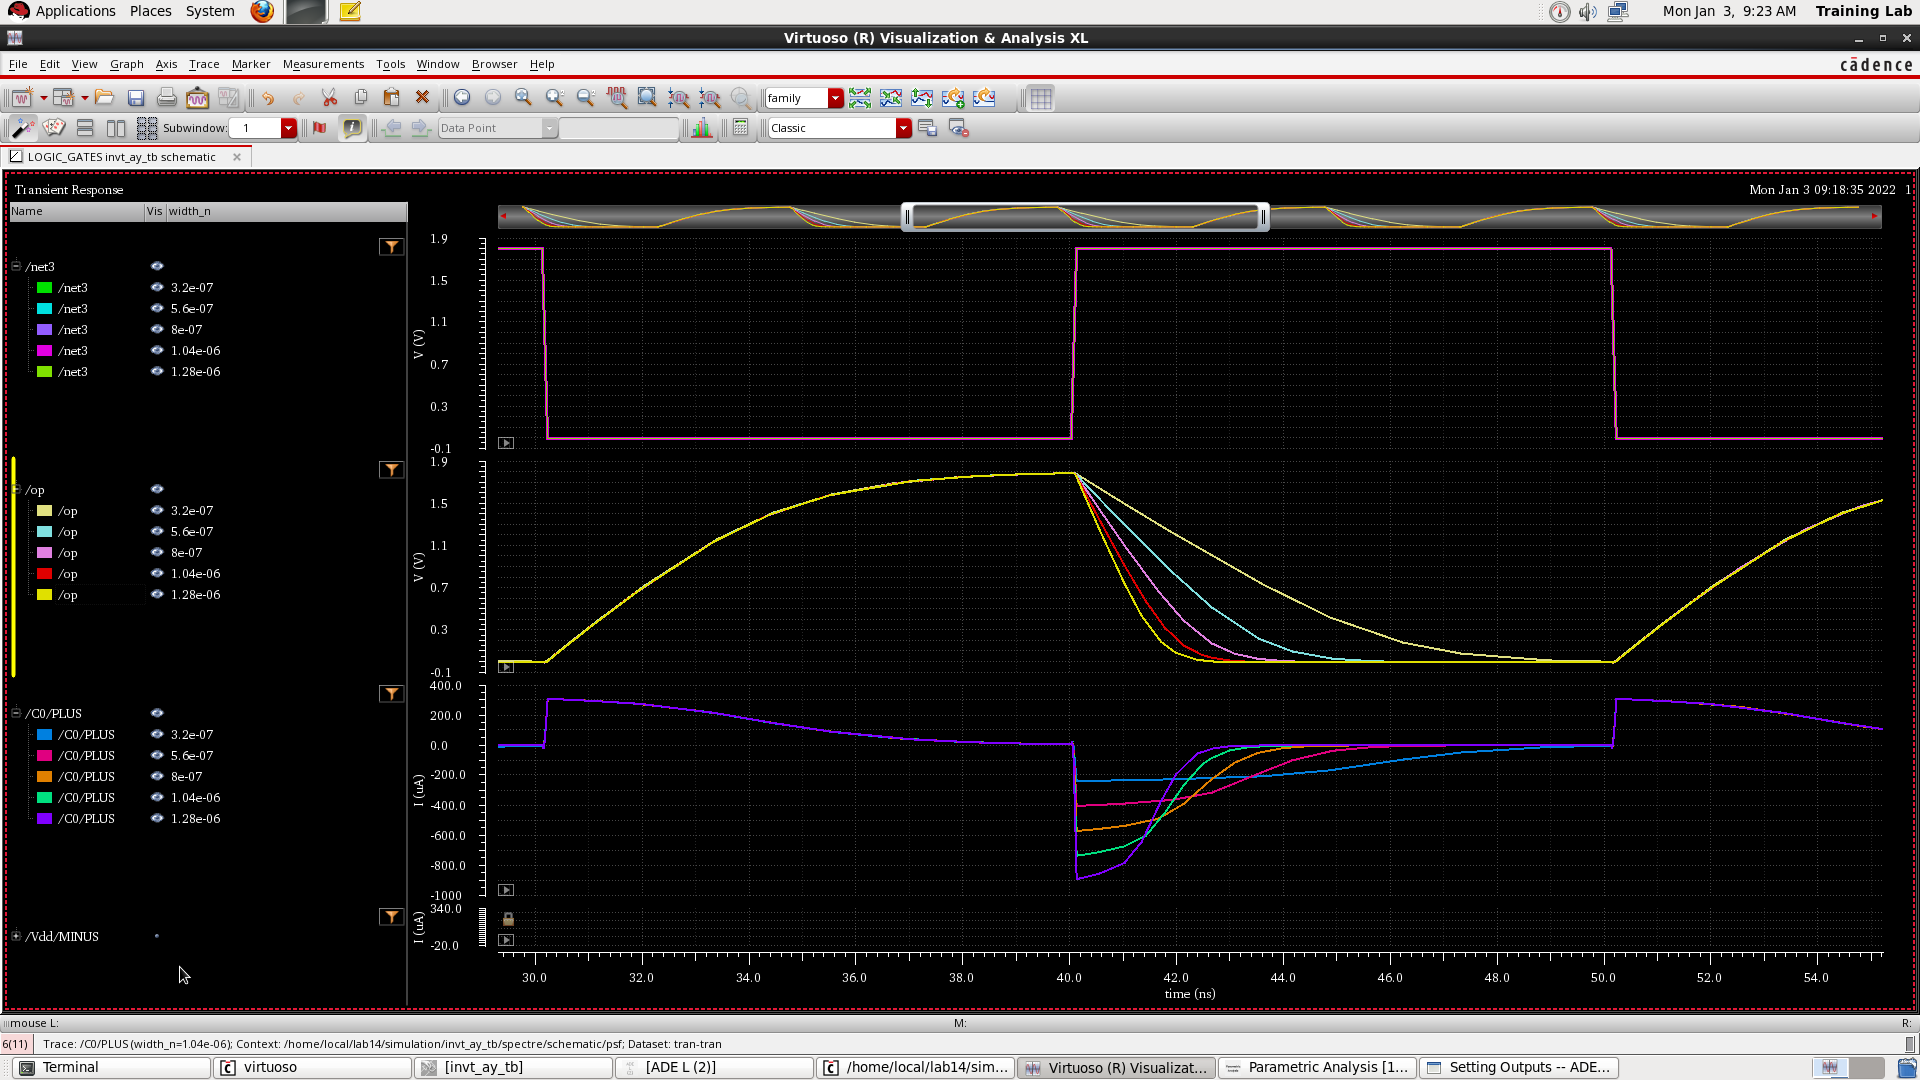 Applications Places System Mon Jan 3, 9:23 AM Training Lab
Virtuoso (R) Visualization & Analysis XL
File Edit View Graph Axis Trace Marker Measurements Tools Window Browser Help cādence
family
Subwindow: 1 Data Point Classic
LOGIC_GATES invt_ay_tb schematic
Transient Response Mon Jan 3 09:18:35 2022 1
Name Vis width_n
/net3
/net3 3.2e-07
/net3 5.6e-07
/net3 8e-07
/net3 1.04e-06
/net3 1.28e-06
1.9
1.5
1.1
0.7
0.3
-0.1
V (V)
/op
/op 3.2e-07
/op 5.6e-07
/op 8e-07
/op 1.04e-06
/op 1.28e-06
1.9
1.5
1.1
0.7
0.3
-0.1
V (V)
/C0/PLUS
/C0/PLUS 3.2e-07
/C0/PLUS 5.6e-07
/C0/PLUS 8e-07
/C0/PLUS 1.04e-06
/C0/PLUS 1.28e-06
400.0
200.0
0.0
-200.0
-400.0
-600.0
-800.0
-1000
I (uA)
/Vdd/MINUS
340.0
-20.0
I (uA)
30.0 32.0 34.0 36.0 38.0 40.0 42.0 44.0 46.0 48.0 50.0 52.0 54.0
time (ns)
mouse L: M: R:
6(11) Trace: /C0/PLUS (width_n=1.04e-06); Context: /home/local/lab14/simulation/invt_ay_tb/spectre/schematic/psf; Dataset: tran-tran
Terminal virtuoso [invt_ay_tb] [ADE L (2)] /home/local/lab14/sim... Virtuoso (R) Visualizat... Parametric Analysis [1... Setting Outputs -- ADE...